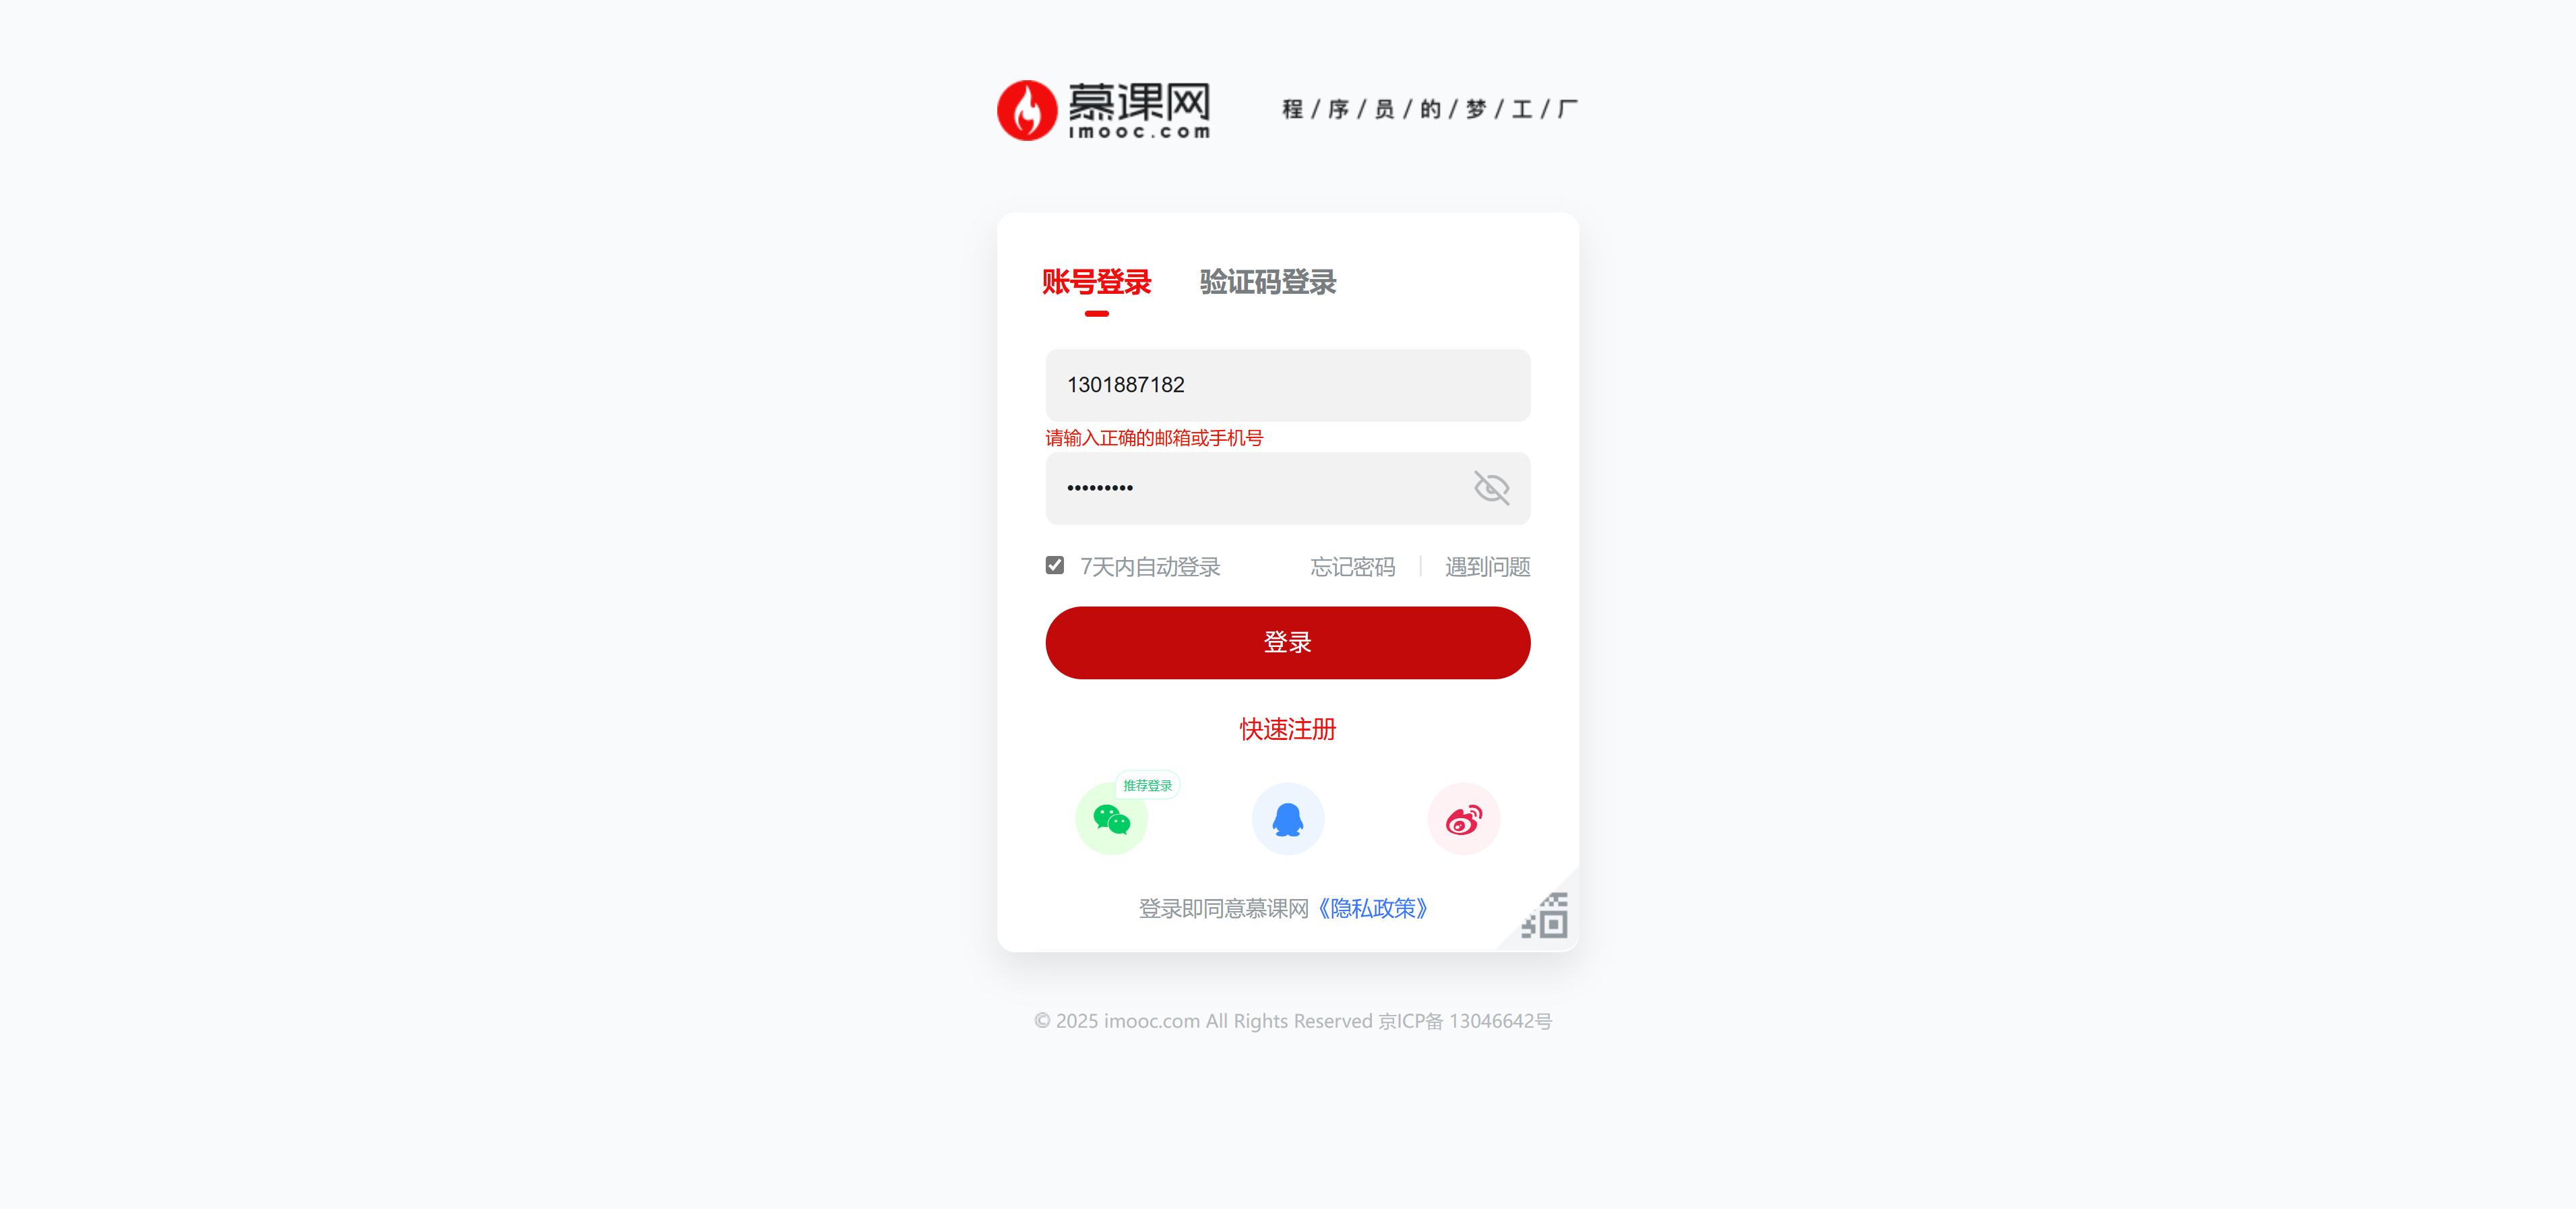 慕课网
imooc.com
程/序/员/的/梦/工/厂
账号登录 验证码登录
1301887182
请输入正确的邮箱或手机号
•••••••••
7天内自动登录 忘记密码 遇到问题
登录
快速注册
推荐登录
登录即同意慕课网《隐私政策》
© 2025 imooc.com All Rights Reserved 京ICP备 13046642号